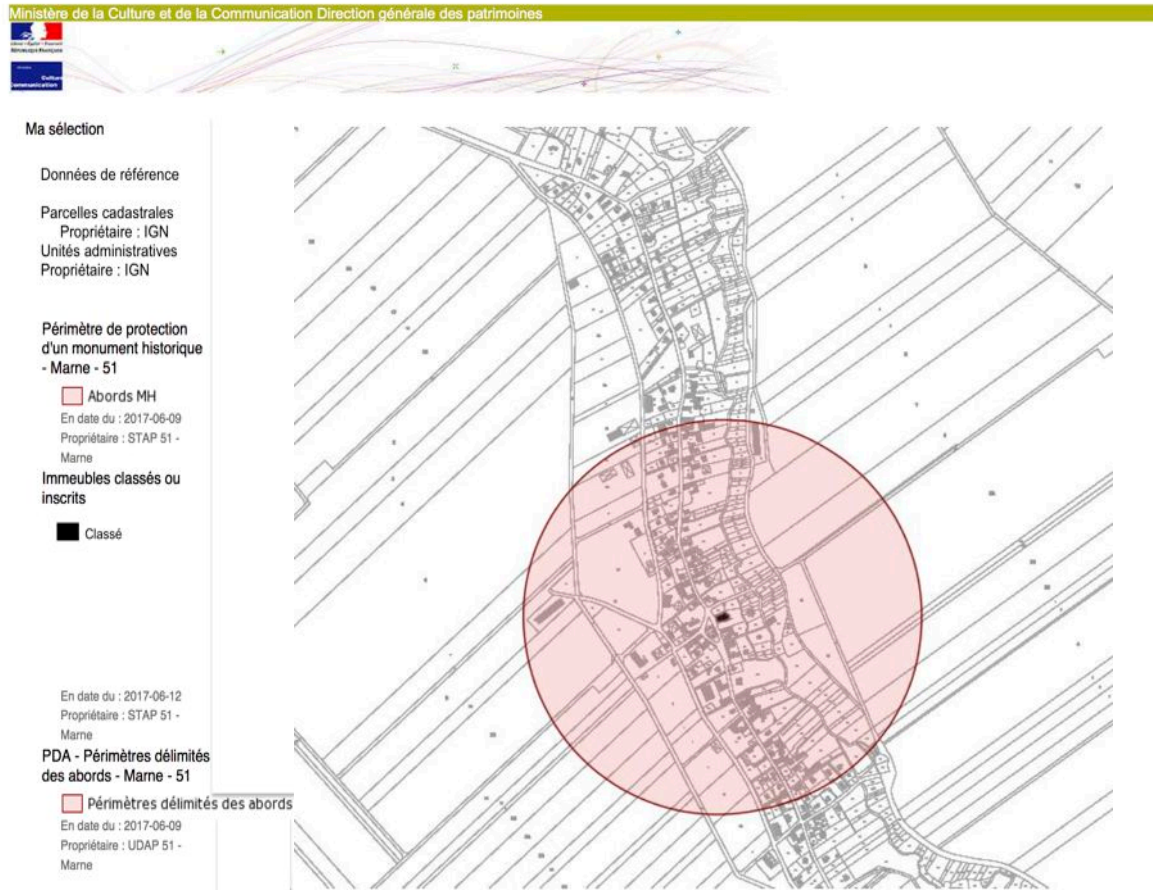 Ministère de la Culture et de la Communication Direction générale des patrimoines
RÉPUBLIQUE FRANÇAISE
Culture
Communication
Ma sélection
Données de référence
Parcelles cadastrales
Propriétaire : IGN
Unités administratives
Propriétaire : IGN
Périmètre de protection
d'un monument historique
- Marne - 51
Abords MH
En date du : 2017-06-09
Propriétaire : STAP 51 -
Marne
Immeubles classés ou
inscrits
Classé
En date du : 2017-06-12
Propriétaire : STAP 51 -
Marne
PDA - Périmètres délimités
des abords - Marne - 51
Périmètres délimités des abords
En date du : 2017-06-09
Propriétaire : UDAP 51 -
Marne